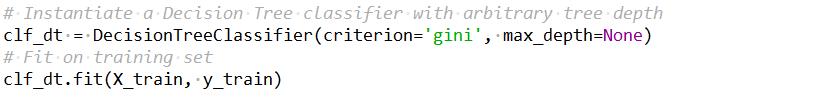 # Instantiate a Decision Tree classifier with arbitrary tree depth
clf_dt = DecisionTreeClassifier(criterion='gini', max_depth=None)
# Fit on training set
clf_dt.fit(X_train, y_train)